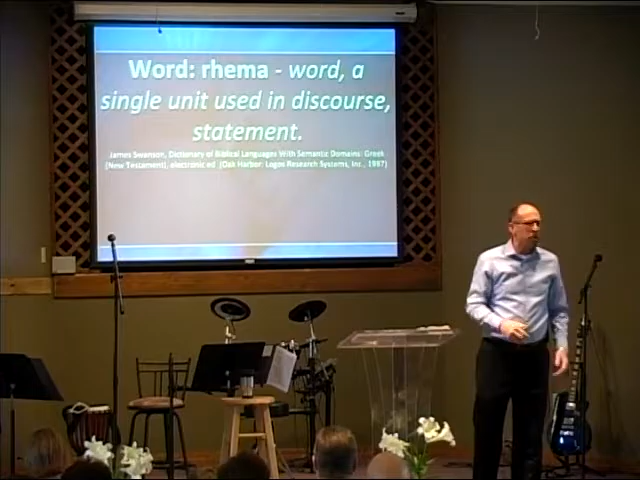 Word: rhema - word, a
single unit used in discourse,
statement.
James Swanson, Dictionary of Biblical Languages With Semantic Domains: Greek
(New Testament), electronic ed. (Oak Harbor: Logos Research Systems, Inc., 1997)